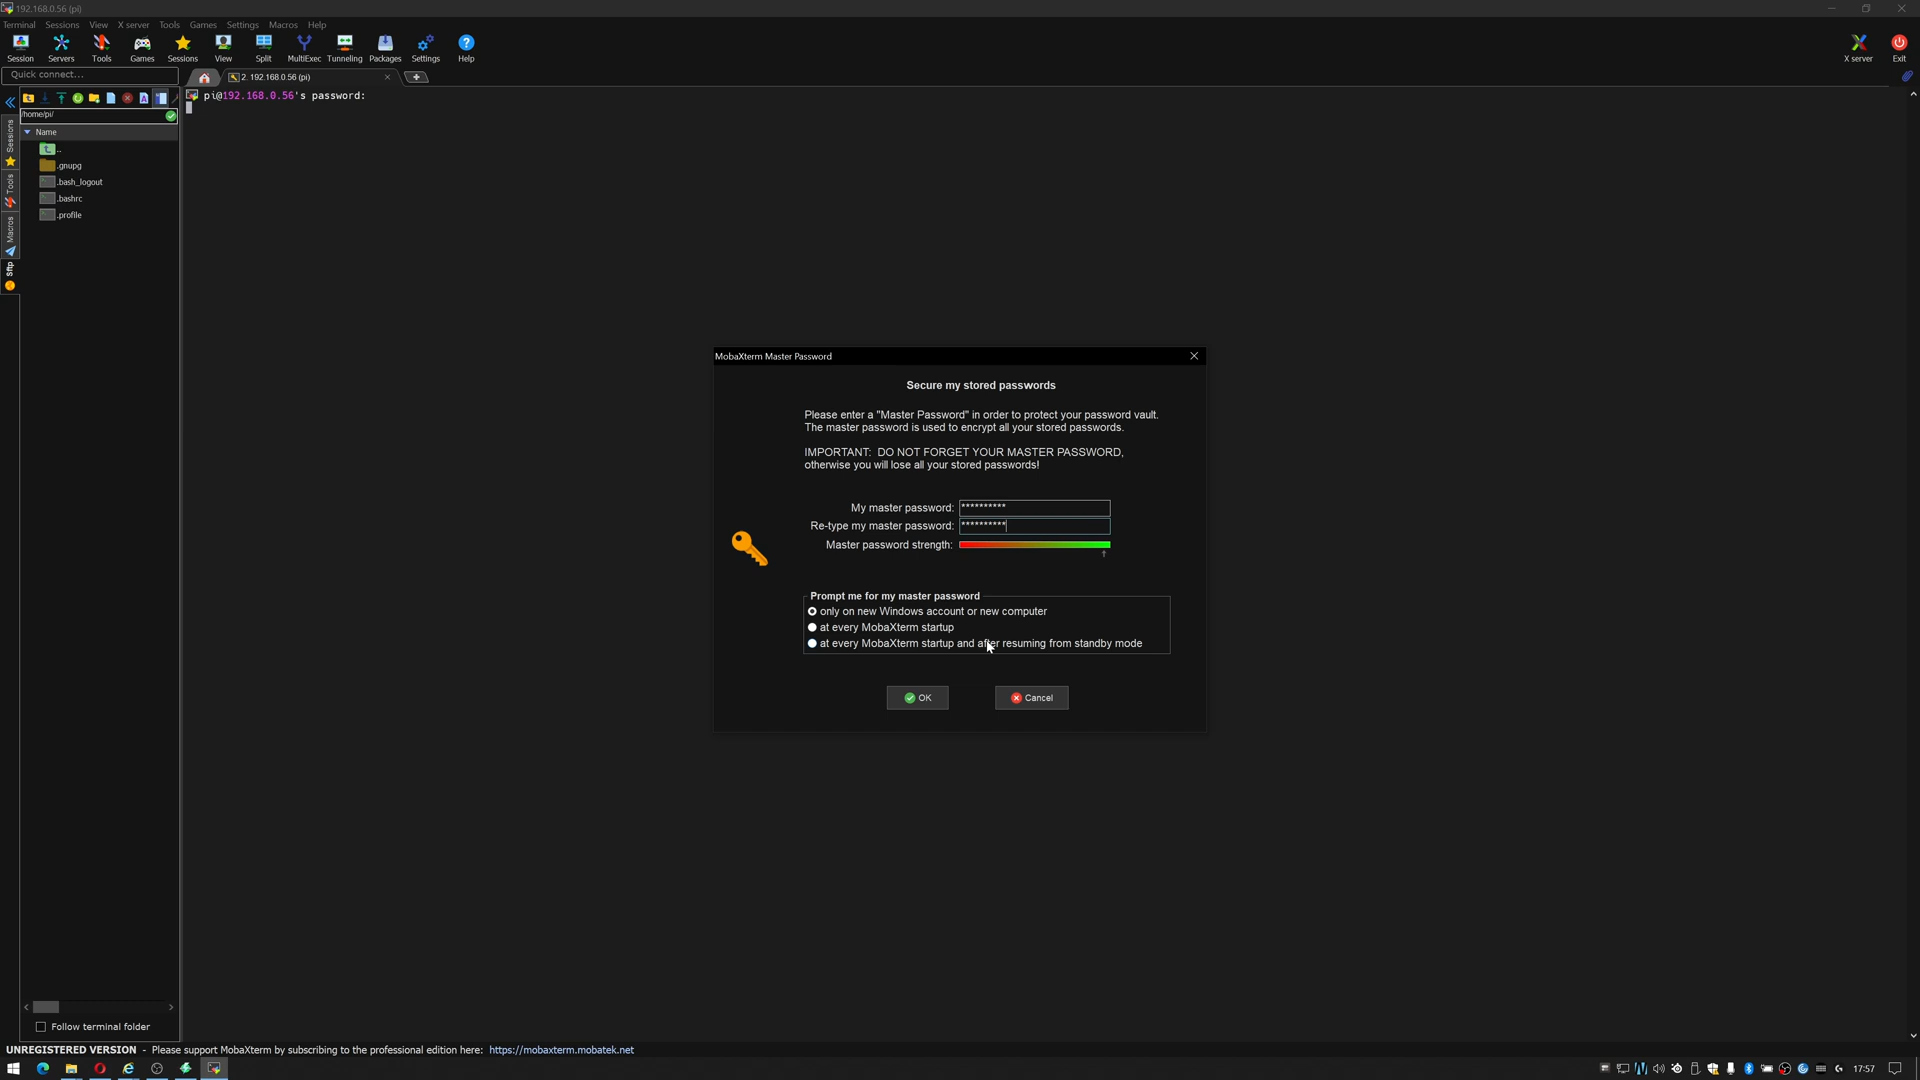 192.168.0.56 (pi)
Terminal Sessions View X server Tools Games Settings Macros Help
Session Servers Tools Games Sessions View Split MultiExec Tunneling Packages Settings Help X server Exit
Quick connect...
2. 192.168.0.56 (pi)
pi@192.168.0.56's password:
/home/pi/
Name
..
.gnupg
.bash_logout
.bashrc
.profile
Sessions
Tools
Macros
Sftp
MobaXterm Master Password
Secure my stored passwords
Please enter a "Master Password" in order to protect your password vault.
The master password is used to encrypt all your stored passwords.
IMPORTANT: DO NOT FORGET YOUR MASTER PASSWORD,
otherwise you will lose all your stored passwords!
My master password: **********
Re-type my master password: **********
Master password strength:
Prompt me for my master password
only on new Windows account or new computer
at every MobaXterm startup
at every MobaXterm startup and after resuming from standby mode
OK Cancel
Follow terminal folder
UNREGISTERED VERSION - Please support MobaXterm by subscribing to the professional edition here: https://mobaxterm.mobatek.net
17:57